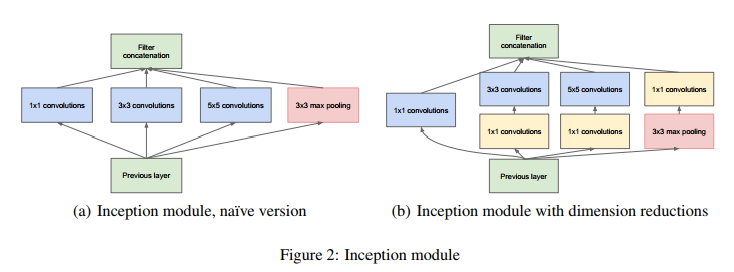 Filter
concatenation
1x1 convolutions
3x3 convolutions
5x5 convolutions
3x3 max pooling
Previous layer
(a) Inception module, naïve version
Filter
concatenation
3x3 convolutions
5x5 convolutions
1x1 convolutions
1x1 convolutions
1x1 convolutions
1x1 convolutions
3x3 max pooling
Previous layer
(b) Inception module with dimension reductions
Figure 2: Inception module